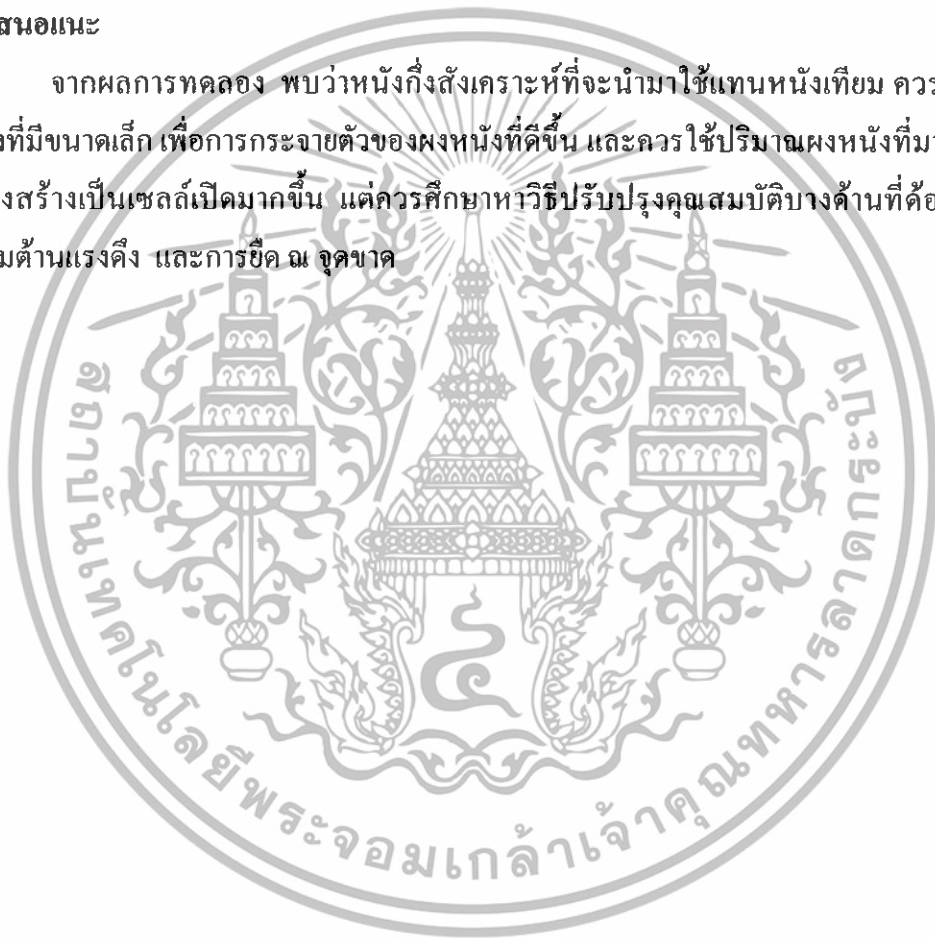 สนอแนะ
จากผลการทดลอง พบว่าหนังกึ่งสังเคราะห์ที่จะนำมาใช้แทนหนังเทียม ควร
งที่มีขนาดเล็ก เพื่อการกระจายตัวของผงหนังที่ดีขึ้น และควรใช้ปริมาณผงหนังที่มา
งสร้างเป็นเซลล์เปิดมากขึ้น แต่ควรศึกษาหาวิธีปรับปรุงคุณสมบัติบางด้านที่ด้อ
มต้านแรงดึง และการยืด ณ จุดขาด
สถาบันเทคโนโลยีพระจอมเกล้าเจ้าคุณทหารลาดกระบัง
๔